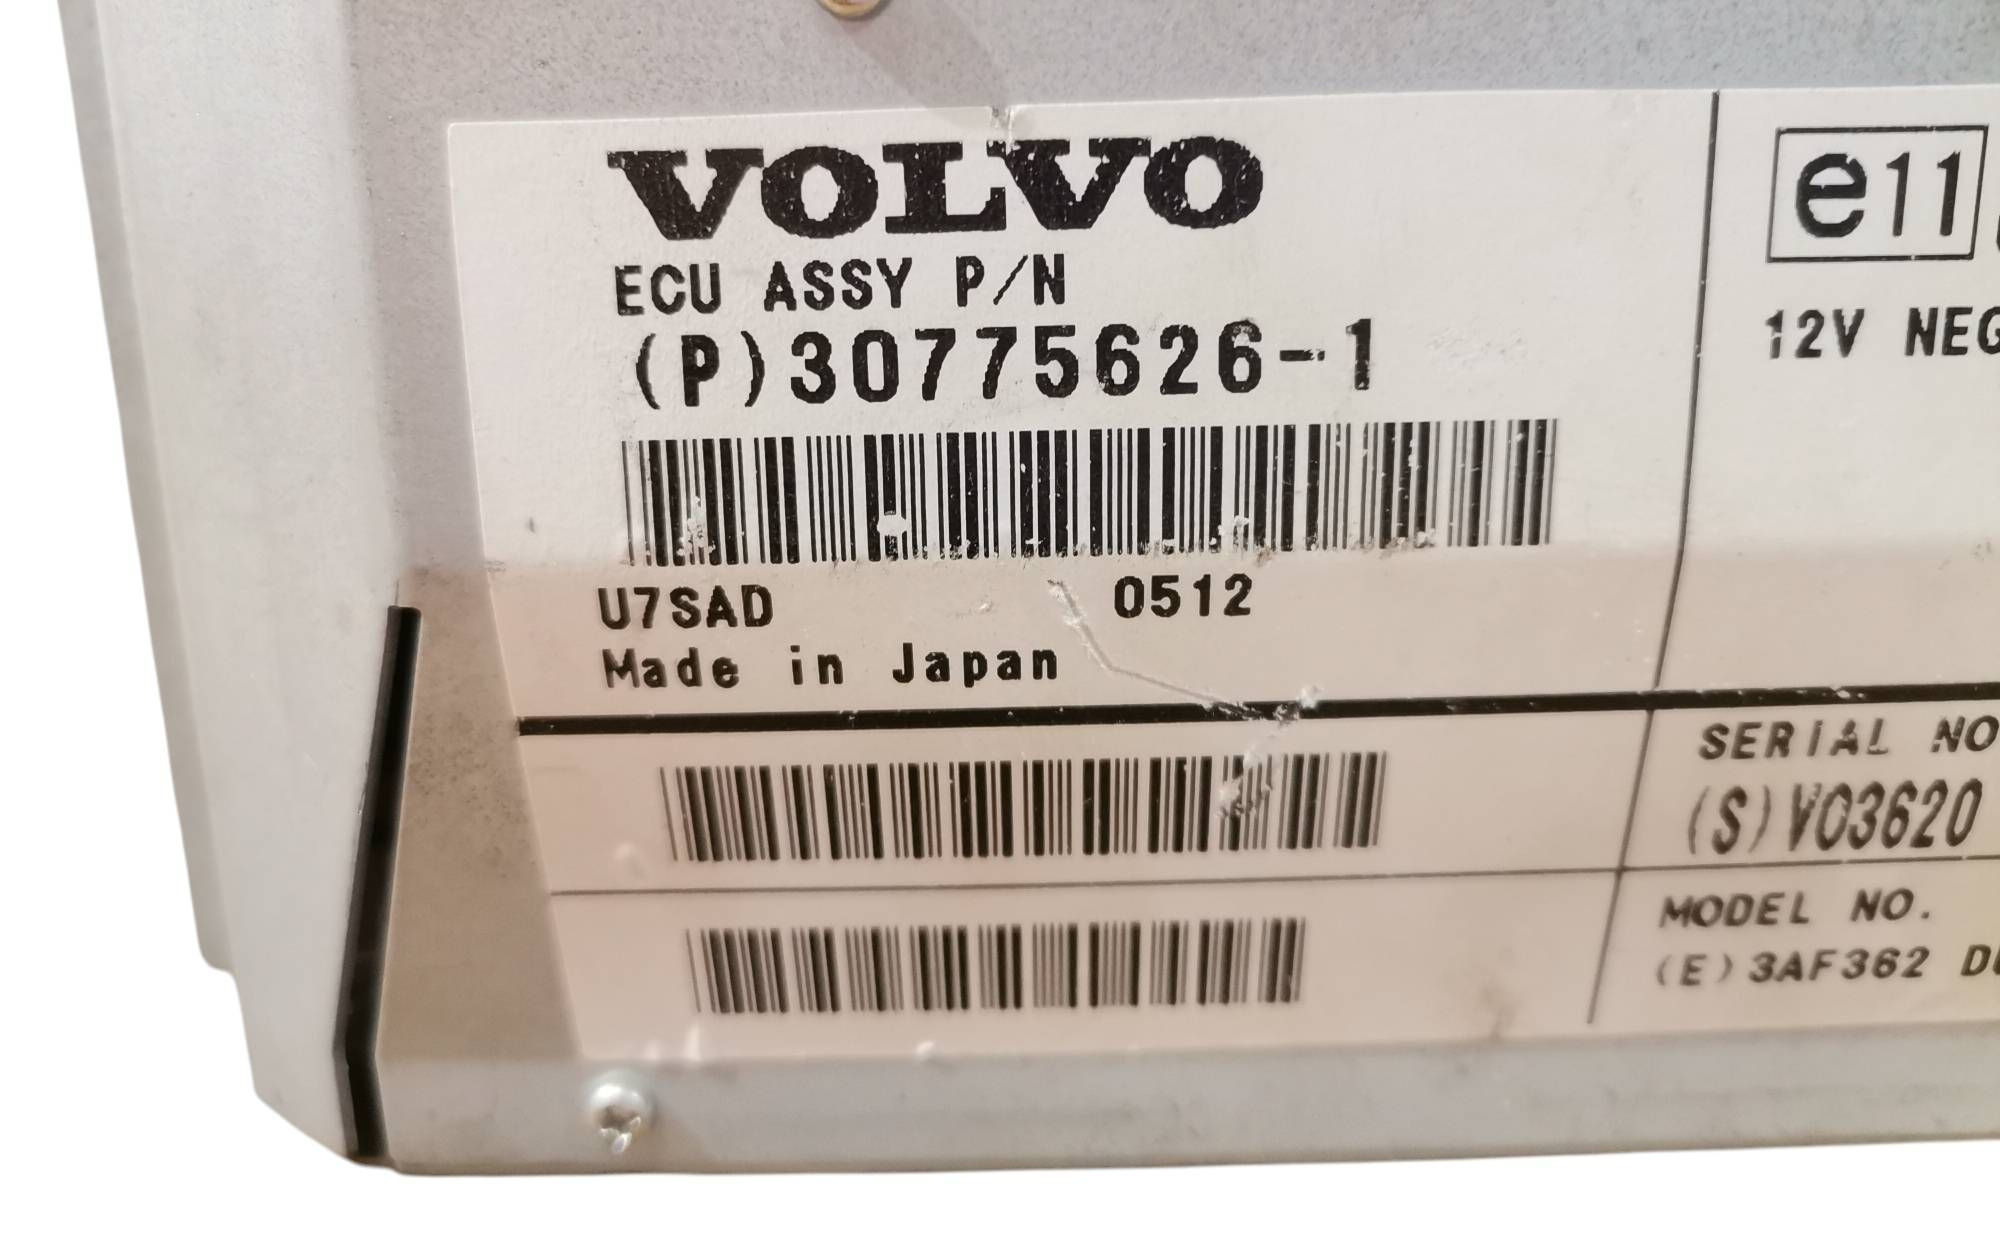 VOLVO
ECU ASSY P/N
(P)30775626-1
U7SAD 0512
Made in Japan
e11
12V NEG
SERIAL NO
(S)V03620
MODEL NO.
(E)3AF362